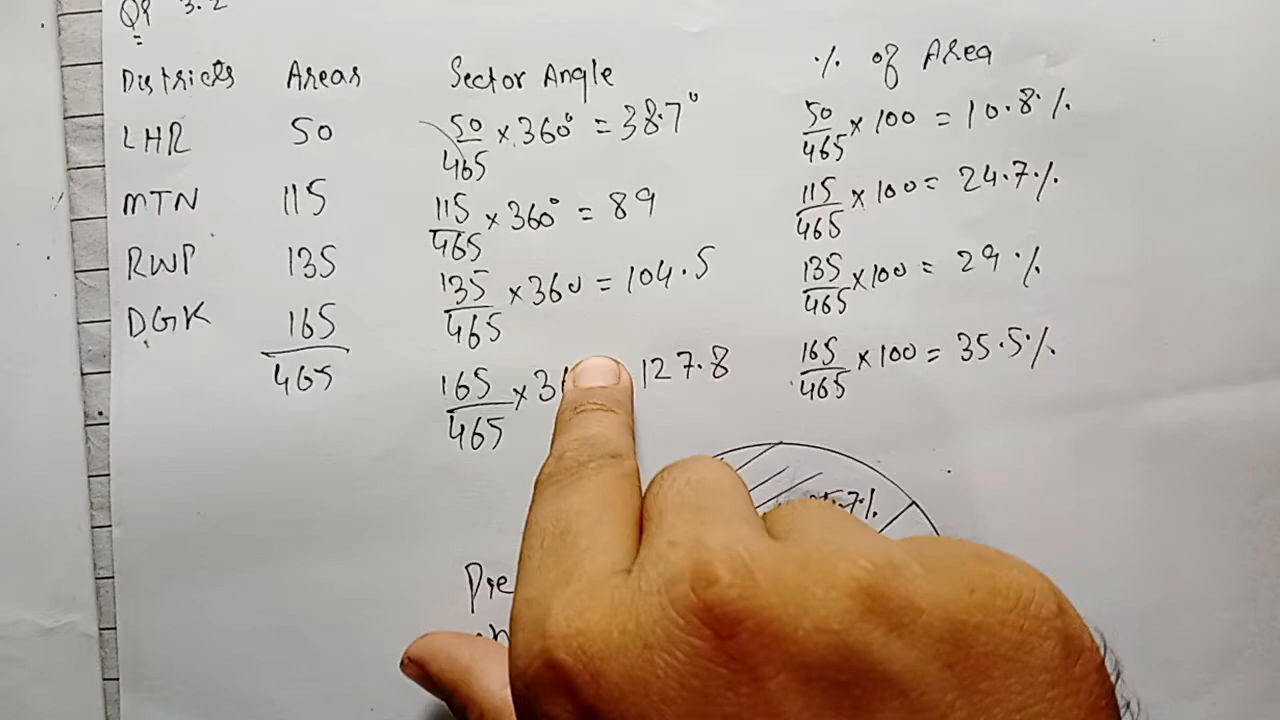 Q9 3.2
Districts Areas Sector Angle % of Area
LHR 50 50/465 × 360° = 38.7° 50/465 × 100 = 10.8%
MTN 115 115/465 × 360° = 89 115/465 × 100 = 24.7%
RWP 135 135/465 × 360 = 104.5 135/465 × 100 = 29%
DGK 165 165/465 × 3 127.8 165/465 × 100 = 35.5%
465